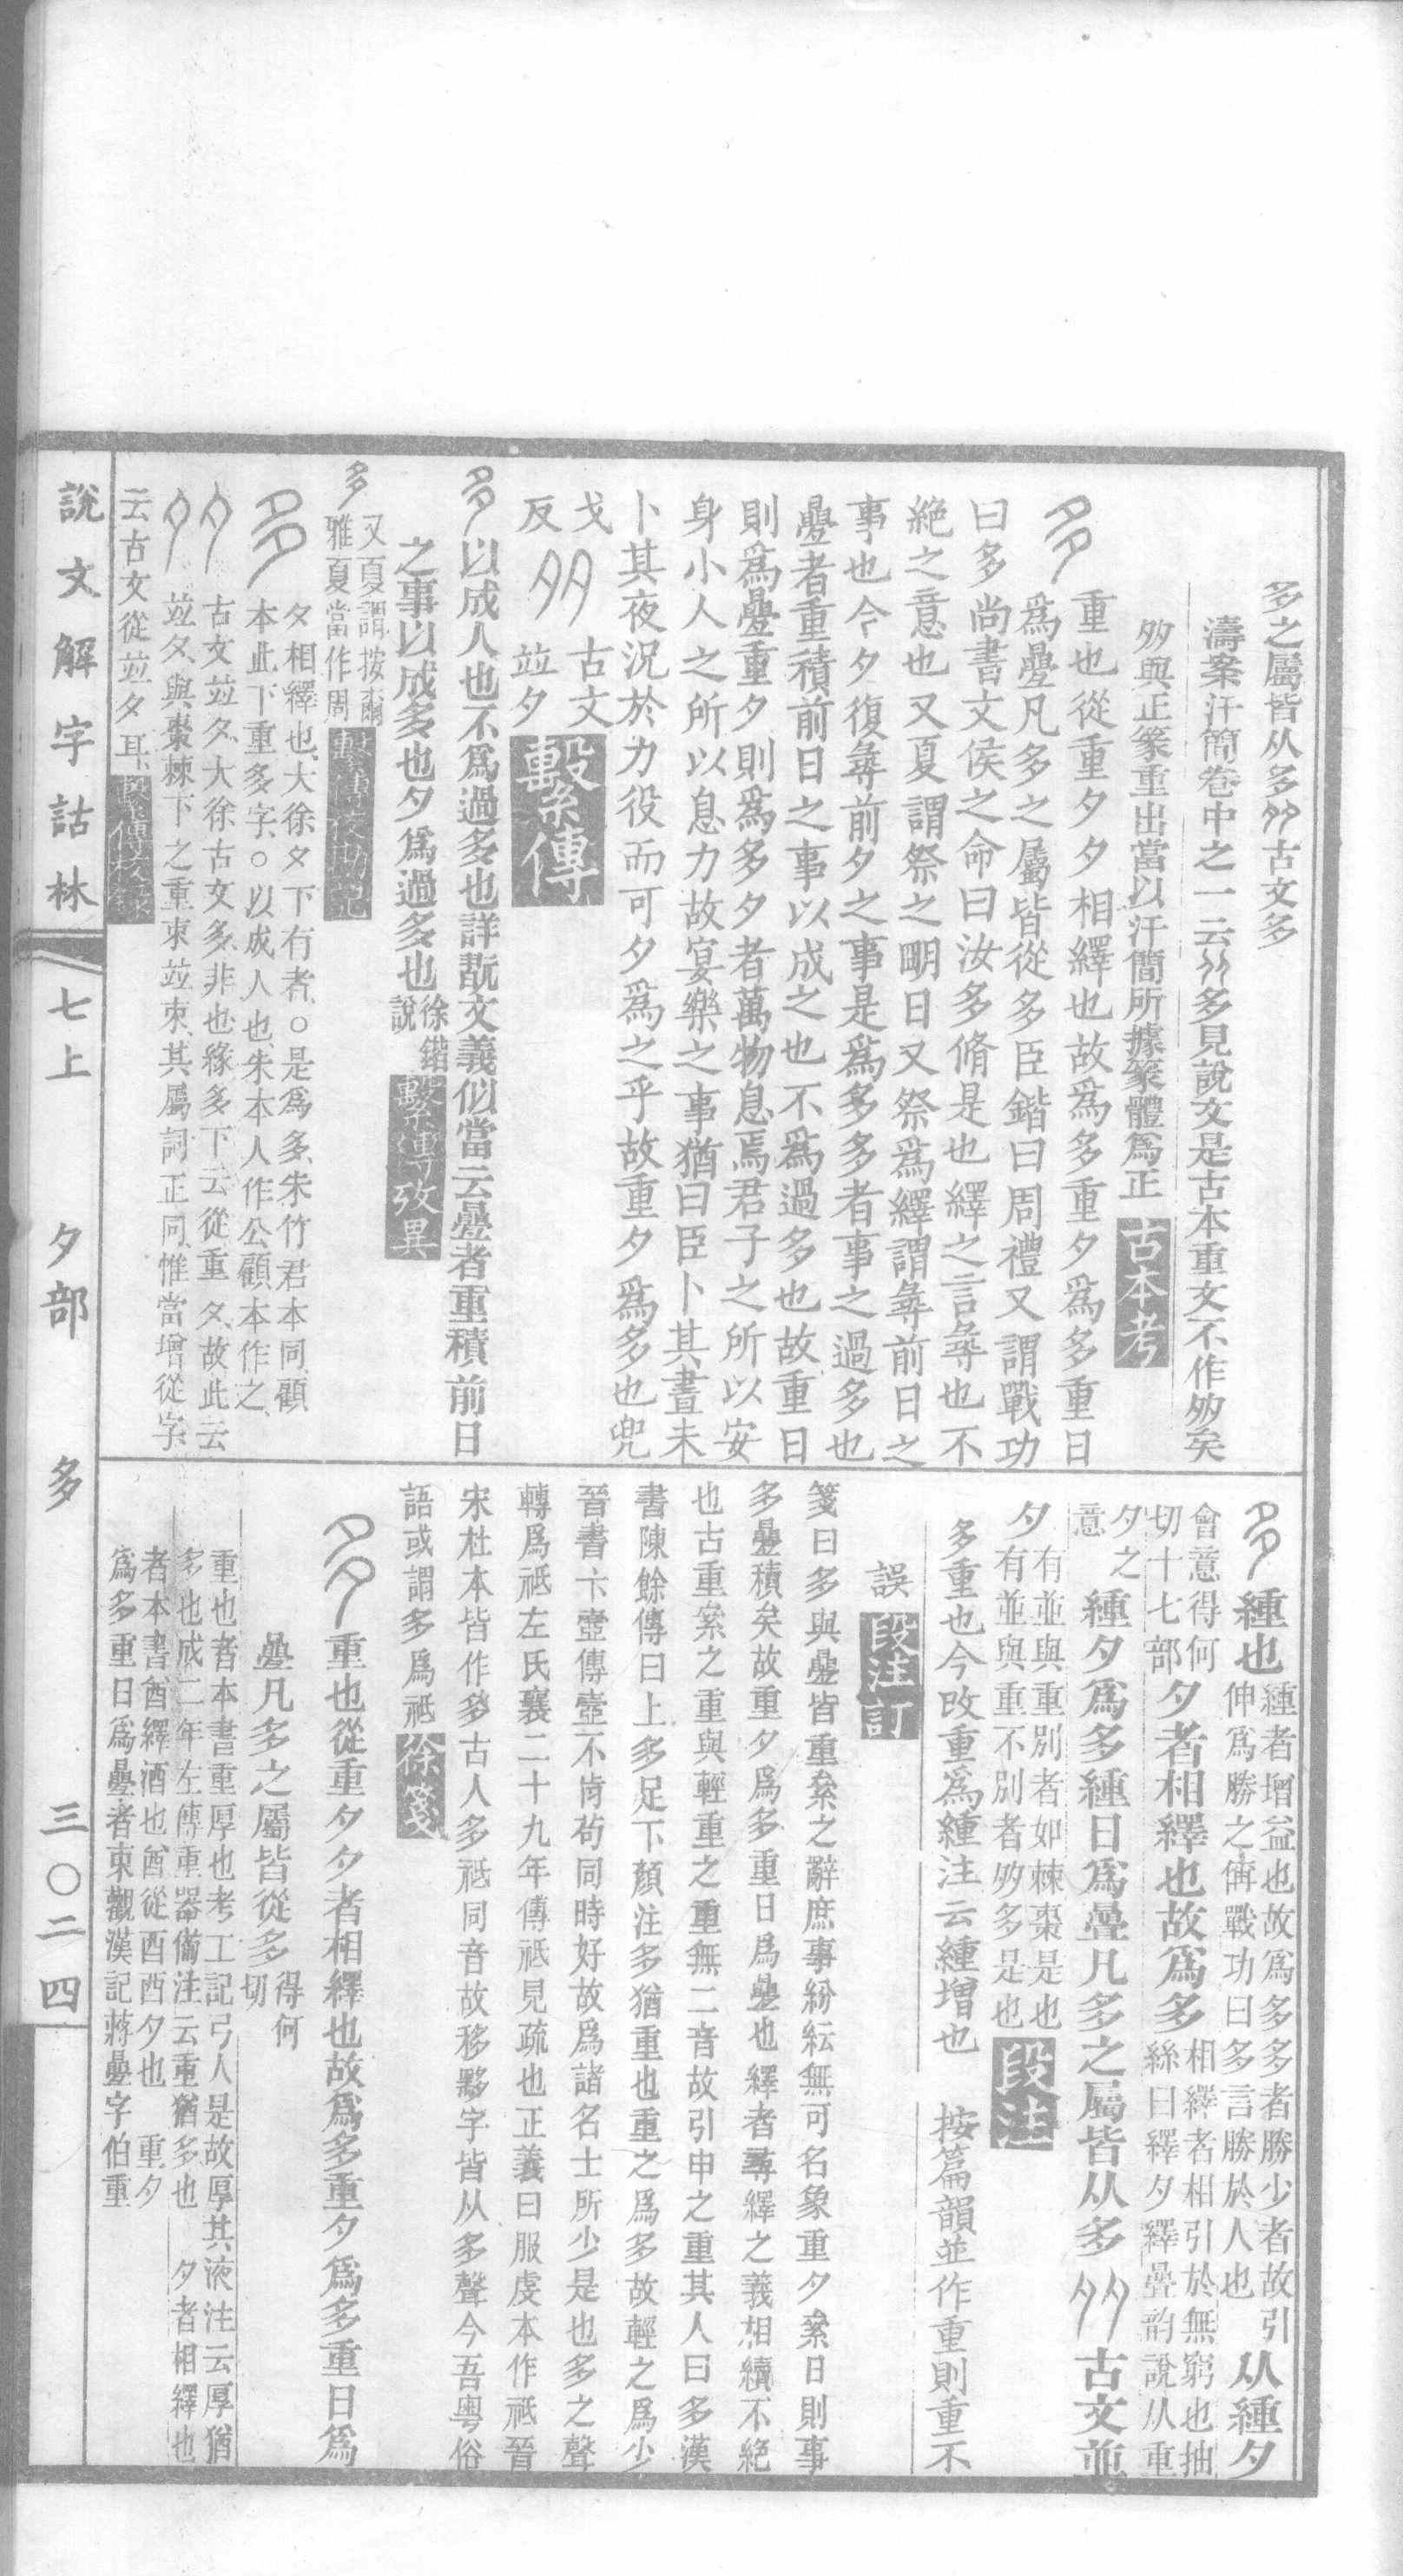 多之屬皆从多𡖇古文多
濤案汗簡卷中之一云𡖇多見說文是古本重文不作𡖈矣
𡖈與正篆重出當以汗簡所據篆體爲正 古本考
多 重也從重夕夕相繹也故爲多重夕爲多重日
爲疊凡多之屬皆從多臣鍇曰周禮又謂戰功
曰多尚書文侯之命曰汝多脩是也繹之言尋也不
絶之意也又夏謂祭之明日又祭爲繹謂尋前日之
事也今夕復尋前夕之事是爲多多者事之過多也
疊者重積前日之事以成之也不爲過多也故重日
則爲疊重夕則爲多夕者萬物息焉君子之所以安
身小人之所以息力故宴樂之事猶曰臣卜其晝未
卜其夜況於力役而可夕爲之乎故重夕爲多也兜
戈反 𡖇 古文竝夕 繫傳
多以成人也不爲過多也詳翫文義似當云疊者重積前日
之事以成多也夕爲過多也 徐鍇說 繫傳攷異
多 又夏謂按爾雅夏當作周 繫傳校勘記
多 夕相繹也大徐夕下有者○是爲多朱竹君本同顧
本此下重多字○以成人也朱本人作公顧本作之
𡖇 古文竝夕大徐古文多非也緣多下云從重夕故此云
竝夕與棗棘下之重朿竝朿其屬詞正同惟當增從字
云古文從竝夕耳 繫傳校錄
多 緟也 緟者增益也故爲多多者勝少者故引
伸爲勝之偁戰功曰多言勝於人也 从緟夕
會意得何切十七部 夕者相繹也故爲多 相繹者相引於無窮也抽
絲曰繹夕繹疊韵說从重
夕之意 緟夕爲多緟日爲疊凡多之屬皆从多 𡖇 古文並
夕 有並與重別者如棘棗是也
有並與重不別者𡖈多是也 段注
多重也今改重爲緟注云緟增也 按篇韻並作重則重不
誤 段注訂
箋曰多與疊皆重絫之辭庶事紛紜無可名象重夕絫日則事
多疊積矣故重夕爲多重日爲疊也繹者尋繹之義相續不絶
也古重絫之重與輕重之重無二音故引申之重其人曰多漢
書陳餘傳曰上多足下顏注多猶重也重之爲多故輕之爲少
晉書卞壼傳壼不肯苟同時好故爲諸名士所少是也多之聲
轉爲祇左氏襄二十九年傳祇見疏也正義曰服虔本作祇晉
宋杜本皆作多古人多祇同音故移夥字皆从多聲今吾粵俗
語或謂多爲祇 徐箋
多 重也從重夕夕者相繹也故爲多重夕爲多重日爲
疊凡多之屬皆從多 得何切
重也者本書重厚也考工記弓人是故厚其液注云厚猶
多也成二年左傳重器備注云重猶多也 夕者相繹也
者本書酋繹酒也酋從酉酉夕也 重夕
爲多重日爲疊者東觀漢記蔣疊字伯重
說文解字詁林 七上 夕部 多 三〇二四